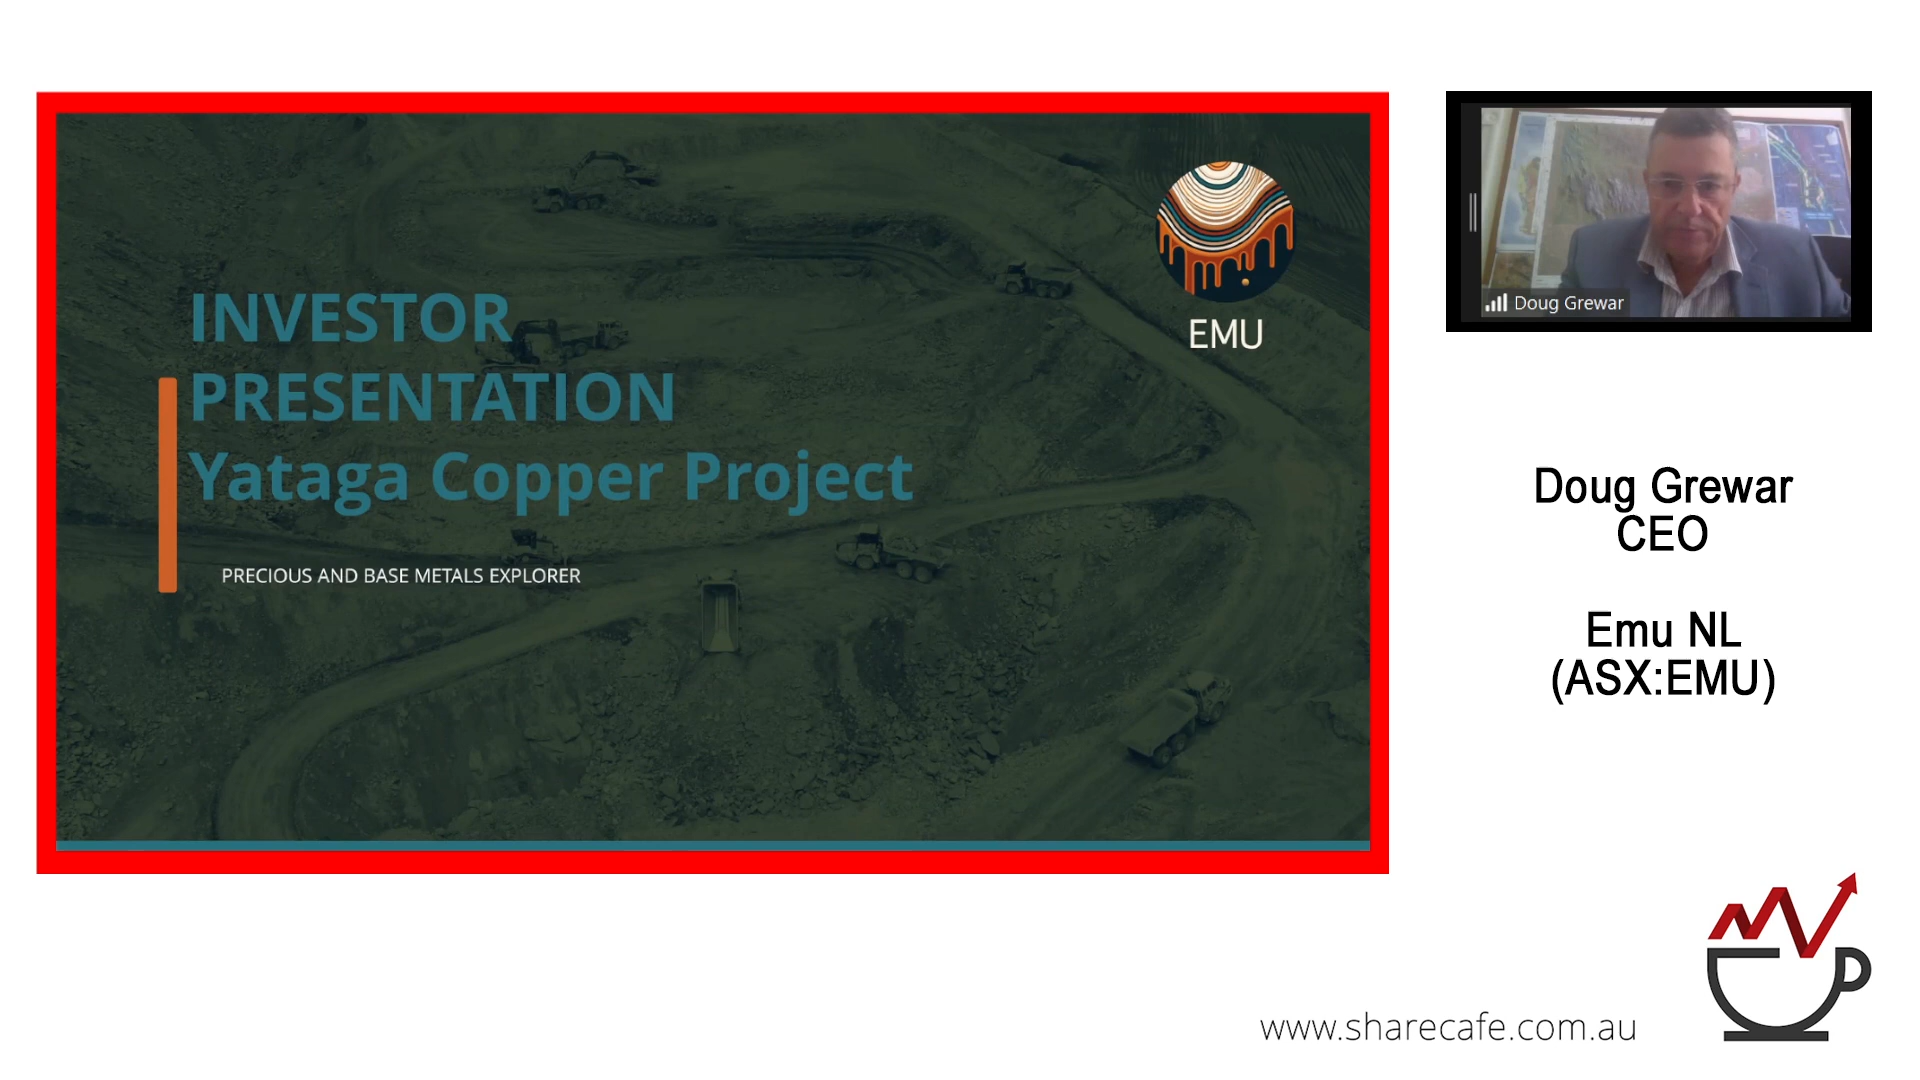 INVESTOR
PRESENTATION
Yataga Copper Project
PRECIOUS AND BASE METALS EXPLORER
EMU
Doug Grewar
Doug Grewar
CEO
Emu NL
(ASX:EMU)
www.sharecafe.com.au